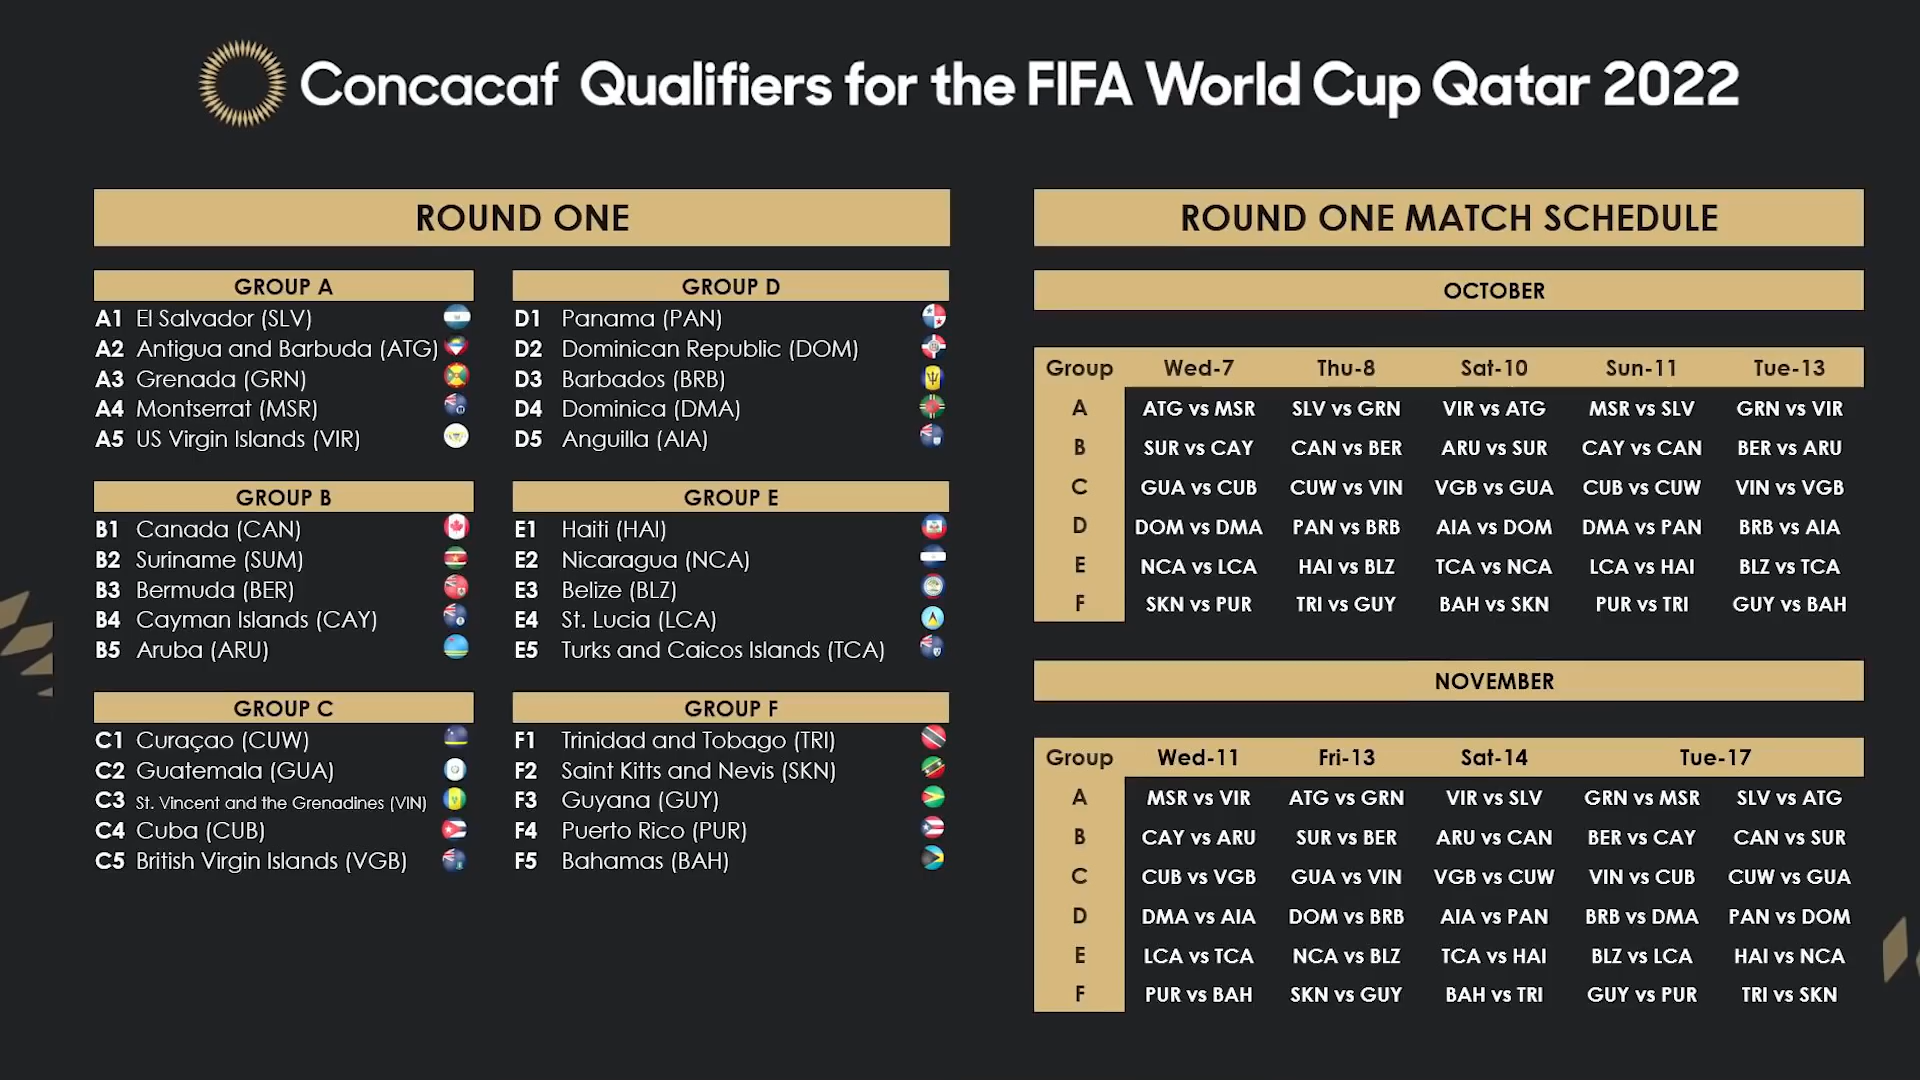 Concacaf Qualifiers for the FIFA World Cup Qatar 2022
ROUND ONE
GROUP A
A1 El Salvador (SLV)
A2 Antigua and Barbuda (ATG)
A3 Grenada (GRN)
A4 Montserrat (MSR)
A5 US Virgin Islands (VIR)
GROUP B
B1 Canada (CAN)
B2 Suriname (SUM)
B3 Bermuda (BER)
B4 Cayman Islands (CAY)
B5 Aruba (ARU)
GROUP C
C1 Curaçao (CUW)
C2 Guatemala (GUA)
C3 St. Vincent and the Grenadines (VIN)
C4 Cuba (CUB)
C5 British Virgin Islands (VGB)
GROUP D
D1 Panama (PAN)
D2 Dominican Republic (DOM)
D3 Barbados (BRB)
D4 Dominica (DMA)
D5 Anguilla (AIA)
GROUP E
E1 Haiti (HAI)
E2 Nicaragua (NCA)
E3 Belize (BLZ)
E4 St. Lucia (LCA)
E5 Turks and Caicos Islands (TCA)
GROUP F
F1 Trinidad and Tobago (TRI)
F2 Saint Kitts and Nevis (SKN)
F3 Guyana (GUY)
F4 Puerto Rico (PUR)
F5 Bahamas (BAH)
ROUND ONE MATCH SCHEDULE
OCTOBER
Group Wed-7 Thu-8 Sat-10 Sun-11 Tue-13
A ATG vs MSR SLV vs GRN VIR vs ATG MSR vs SLV GRN vs VIR
B SUR vs CAY CAN vs BER ARU vs SUR CAY vs CAN BER vs ARU
C GUA vs CUB CUW vs VIN VGB vs GUA CUB vs CUW VIN vs VGB
D DOM vs DMA PAN vs BRB AIA vs DOM DMA vs PAN BRB vs AIA
E NCA vs LCA HAI vs BLZ TCA vs NCA LCA vs HAI BLZ vs TCA
F SKN vs PUR TRI vs GUY BAH vs SKN PUR vs TRI GUY vs BAH
NOVEMBER
Group Wed-11 Fri-13 Sat-14 Tue-17
A MSR vs VIR ATG vs GRN VIR vs SLV GRN vs MSR SLV vs ATG
B CAY vs ARU SUR vs BER ARU vs CAN BER vs CAY CAN vs SUR
C CUB vs VGB GUA vs VIN VGB vs CUW VIN vs CUB CUW vs GUA
D DMA vs AIA DOM vs BRB AIA vs PAN BRB vs DMA PAN vs DOM
E LCA vs TCA NCA vs BLZ TCA vs HAI BLZ vs LCA HAI vs NCA
F PUR vs BAH SKN vs GUY BAH vs TRI GUY vs PUR TRI vs SKN